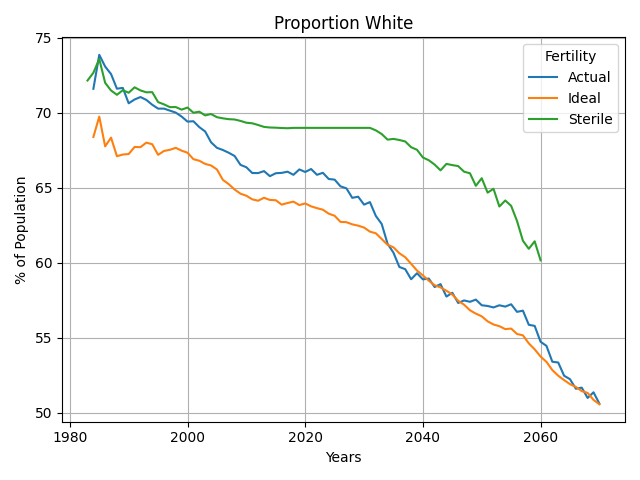 Proportion White
75
70
65
60
55
50
% of Population
Fertility
Actual
Ideal
Sterile
1980 2000 2020 2040 2060
Years